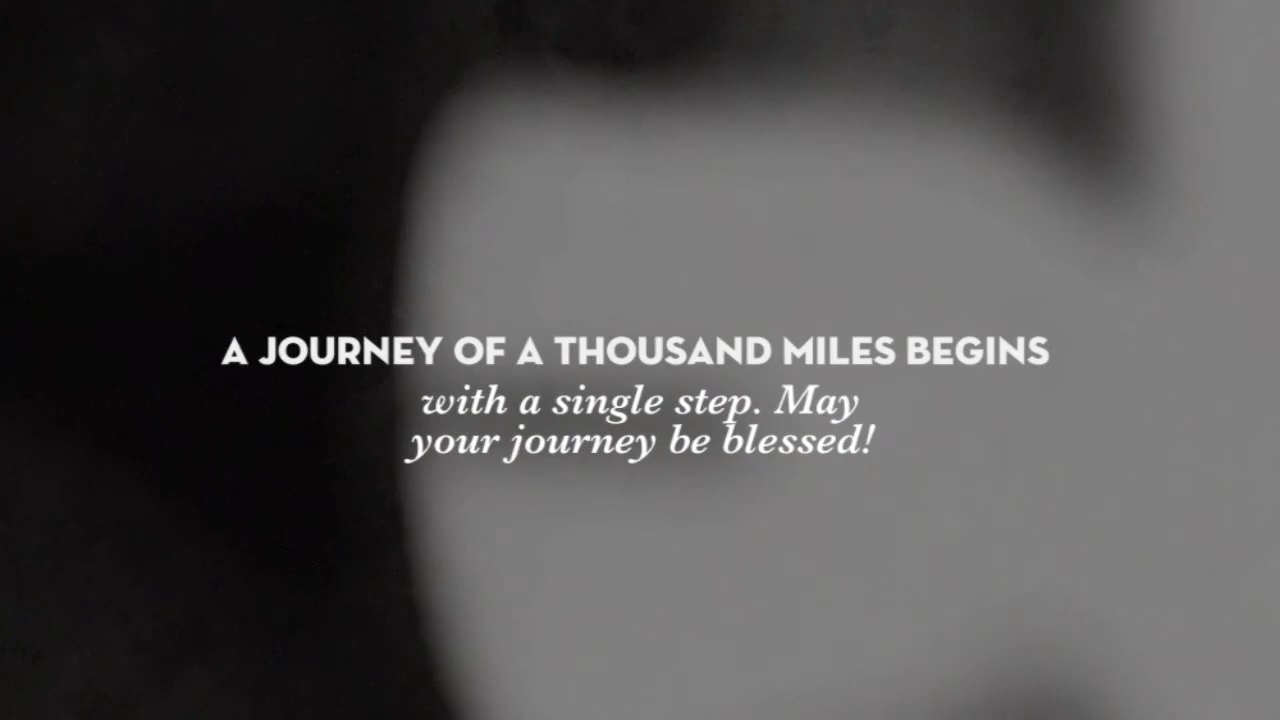 A JOURNEY OF A THOUSAND MILES BEGINS
with a single step. May
your journey be blessed!